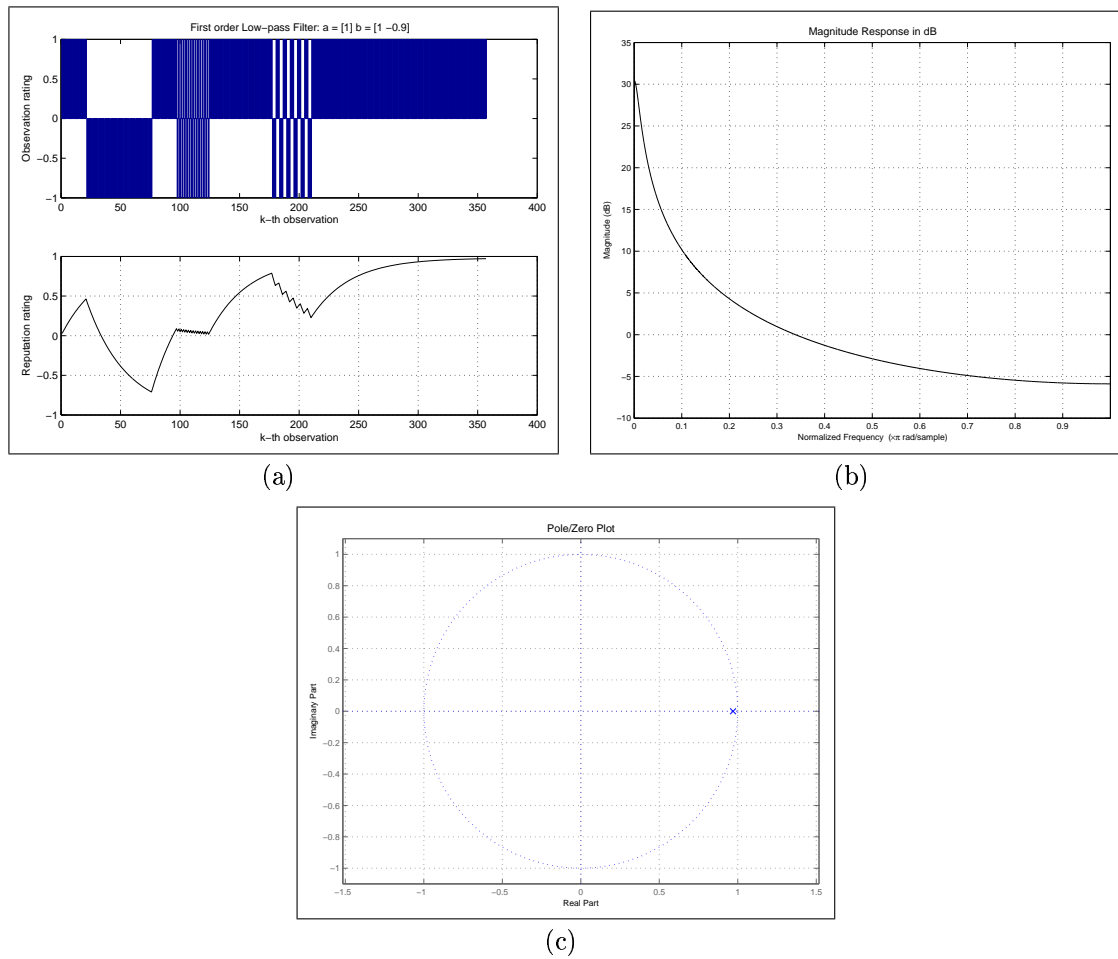 First order Low−pass Filter: a = [1] b = [1 −0.9]
Observation rating
1
0.5
0
−0.5
−1
0 50 100 150 200 250 300 350 400
k−th observation
Reputation rating
1
0.5
0
−0.5
−1
0 50 100 150 200 250 300 350 400
k−th observation
(a)
Magnitude Response in dB
Magnitude (dB)
35
30
25
20
15
10
5
0
−5
−10
0 0.1 0.2 0.3 0.4 0.5 0.6 0.7 0.8 0.9
Normalized Frequency (×π rad/sample)
(b)
Pole/Zero Plot
Imaginary Part
1
0.8
0.6
0.4
0.2
0
−0.2
−0.4
−0.6
−0.8
−1
−1.5 −1 −0.5 0 0.5 1 1.5
Real Part
(c)